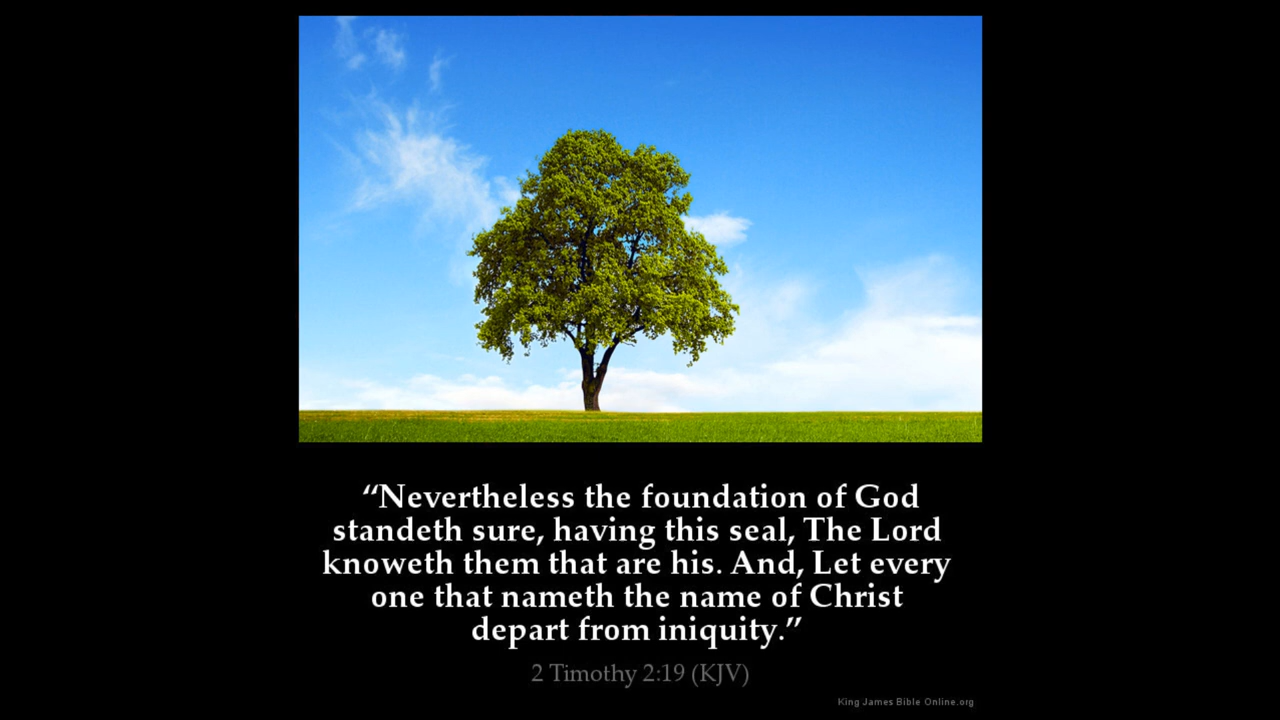 “Nevertheless the foundation of God
standeth sure, having this seal, The Lord
knoweth them that are his. And, Let every
one that nameth the name of Christ
depart from iniquity.”
2 Timothy 2:19 (KJV)
King James Bible Online.org